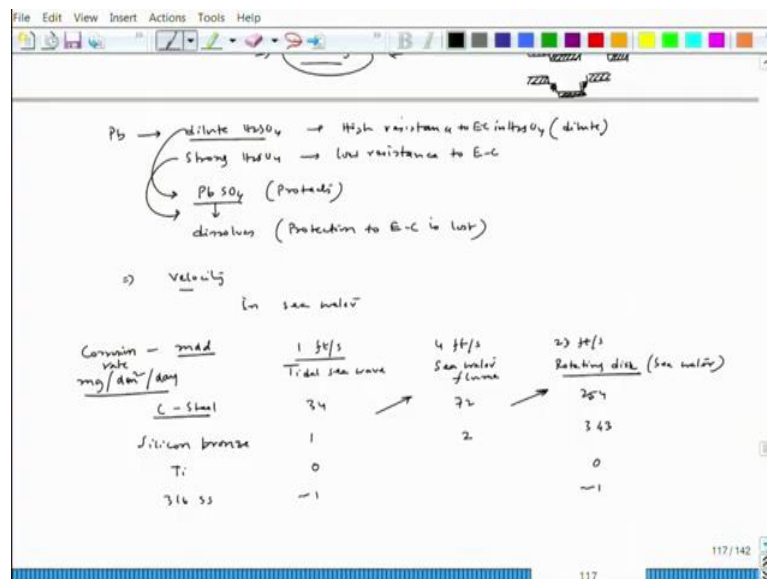 File Edit View Insert Actions Tools Help
B I
Pb → dilute H2SO4 → High resistance to EC in H2SO4 (dilute)
Strong H2SO4 → Low resistance to E-C
PbSO4 (Protects)
↓
dissolves (Protection to E-C is lost)
⇒ Velocity
In sea water
Corrosion rate - mdd 1 ft/s 4 ft/s 27 ft/s
mg/dm²/day Tidal sea wave Sea water flume Rotating disk (Sea water)
C-Steel 34 72 254
Silicon bronze 1 2 343
Ti 0 0
316 SS ~1 ~1
117/142
117